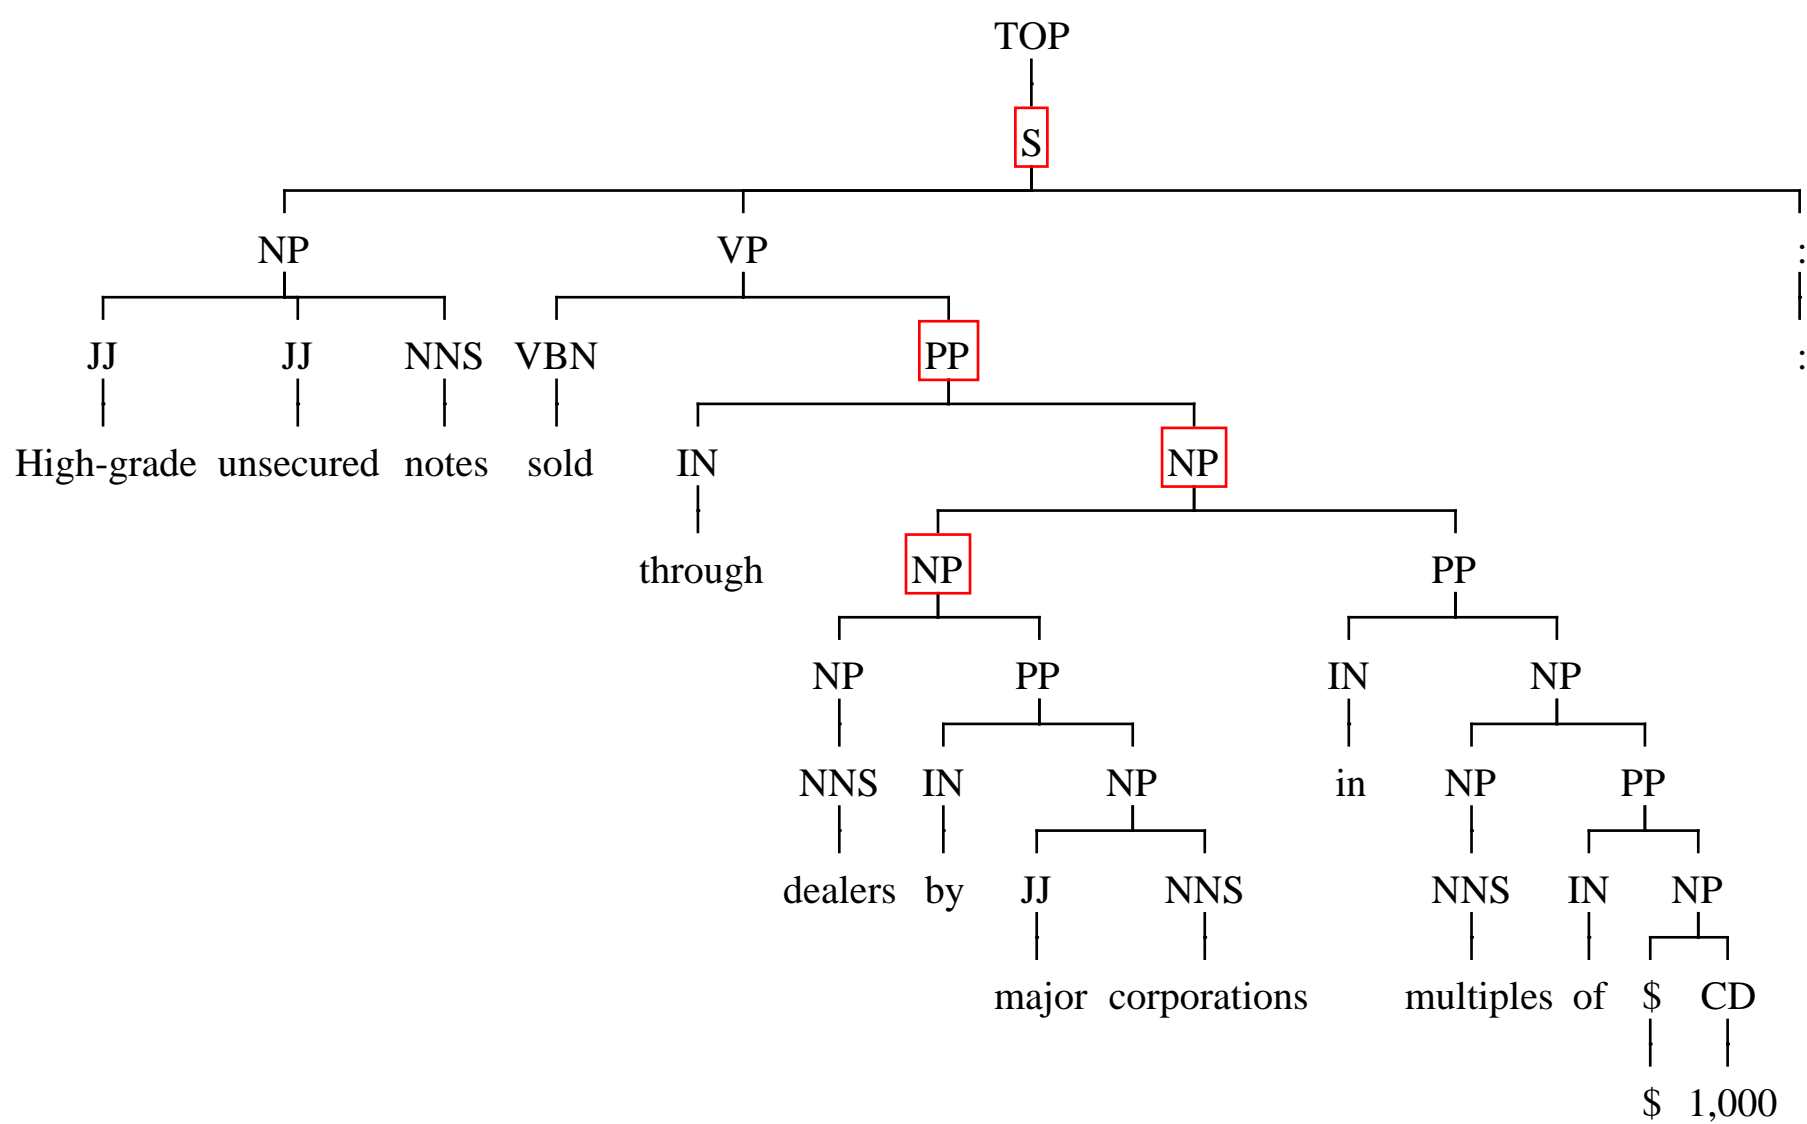 TOP
S
NP VP :
JJ JJ NNS VBN PP :
High-grade unsecured notes sold IN NP
through NP PP
NP PP IN NP
NNS IN NP in NP PP
dealers by JJ NNS NNS IN NP
major corporations multiples of $ CD
$ 1,000